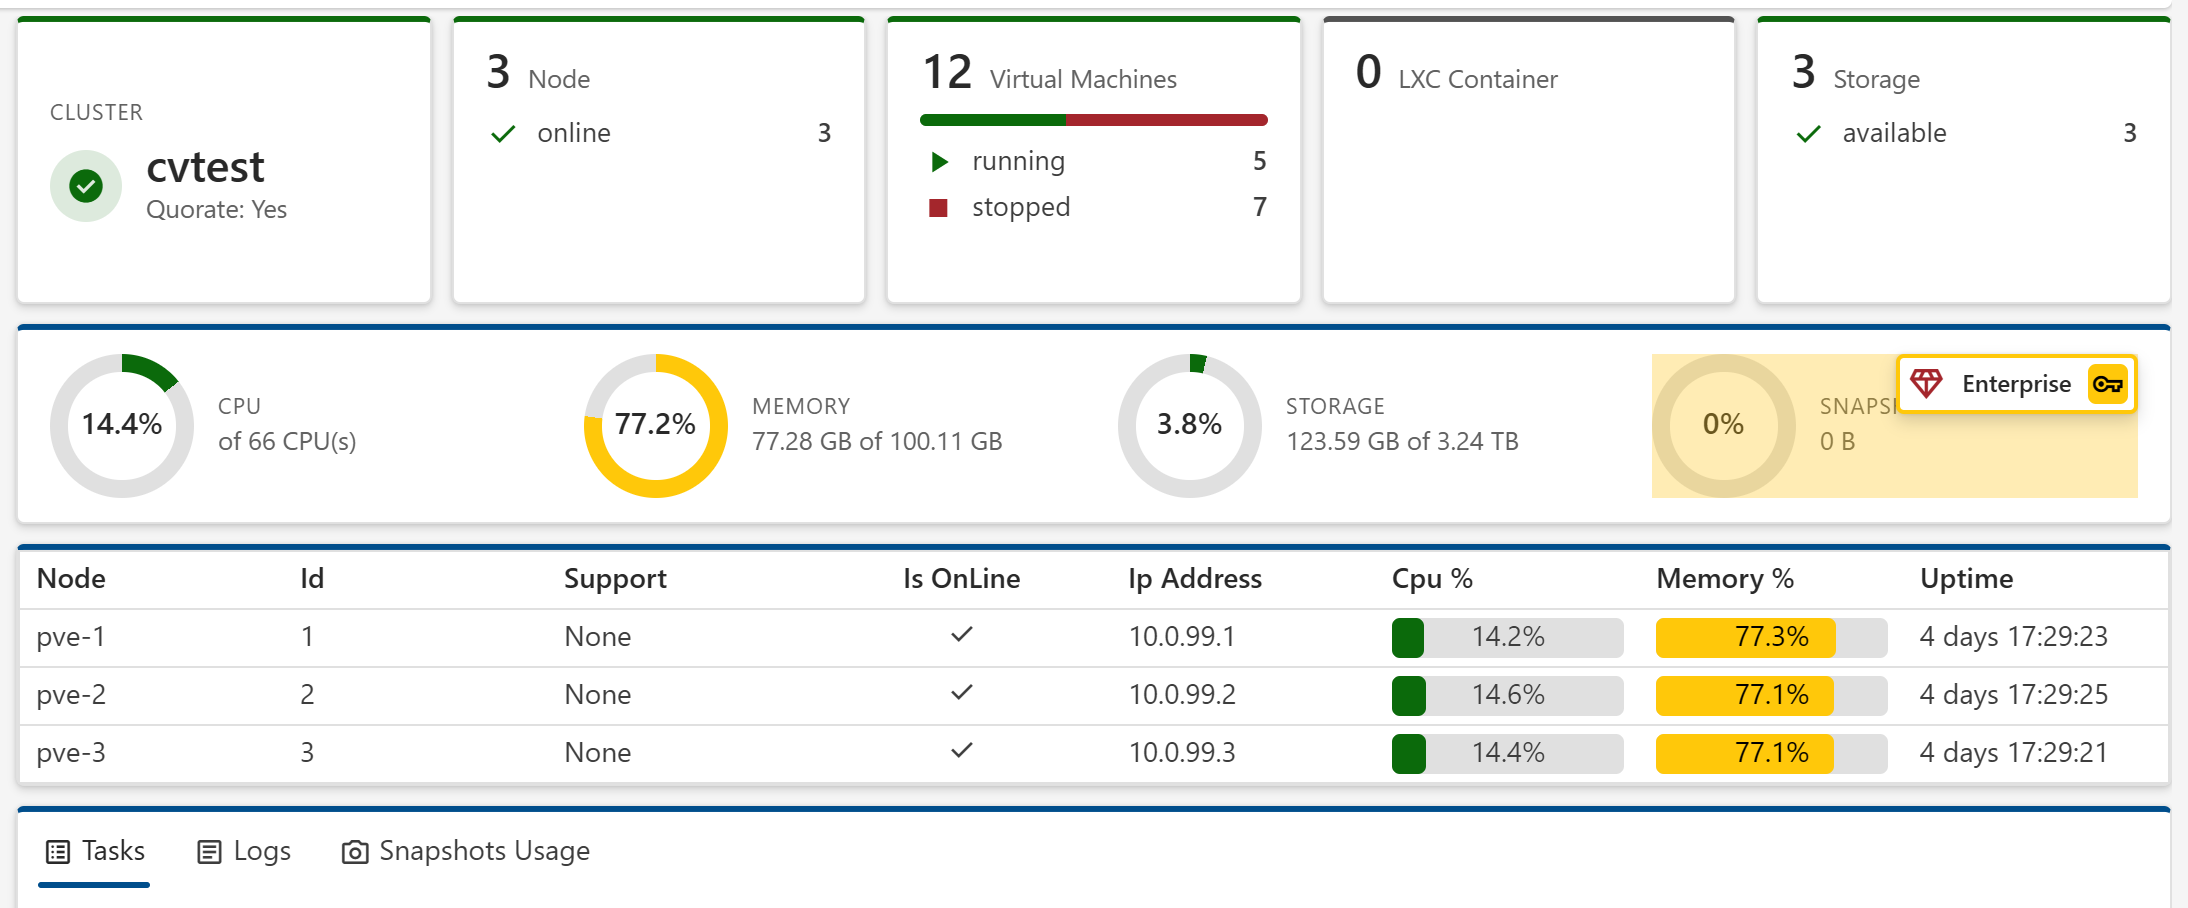 CLUSTER
cvtest
Quorate: Yes
3 Node
online 3
12 Virtual Machines
running 5
stopped 7
0 LXC Container
3 Storage
available 3
14.4%
CPU
of 66 CPU(s)
77.2%
MEMORY
77.28 GB of 100.11 GB
3.8%
STORAGE
123.59 GB of 3.24 TB
0%
0 B
Enterprise
Node Id Support Is OnLine Ip Address Cpu % Memory % Uptime
pve-1 1 None 10.0.99.1 14.2% 77.3% 4 days 17:29:23
pve-2 2 None 10.0.99.2 14.6% 77.1% 4 days 17:29:25
pve-3 3 None 10.0.99.3 14.4% 77.1% 4 days 17:29:21
Tasks Logs Snapshots Usage